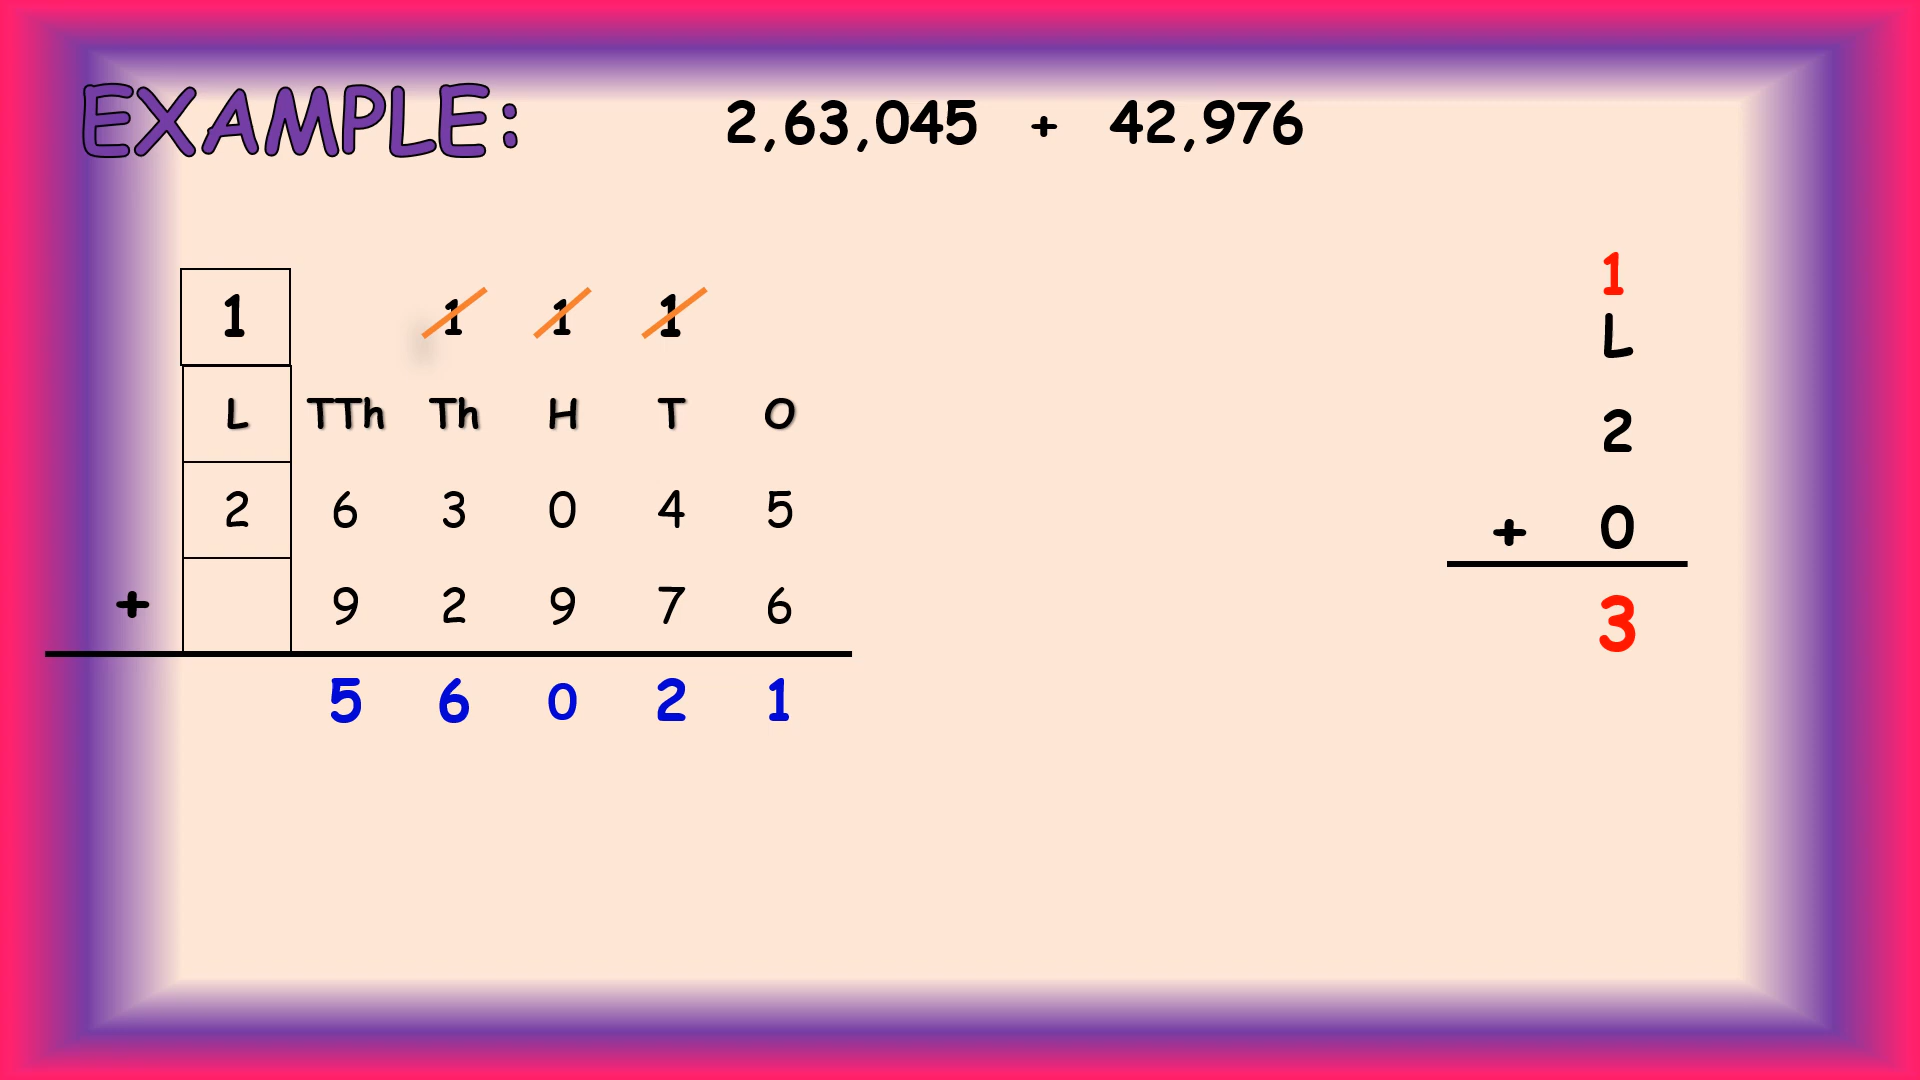 EXAMPLE: 2,63,045 + 42,976
1 1 1 1
L TTh Th H T O
2 6 3 0 4 5
+ 9 2 9 7 6
5 6 0 2 1
1
L
2
+ 0
3